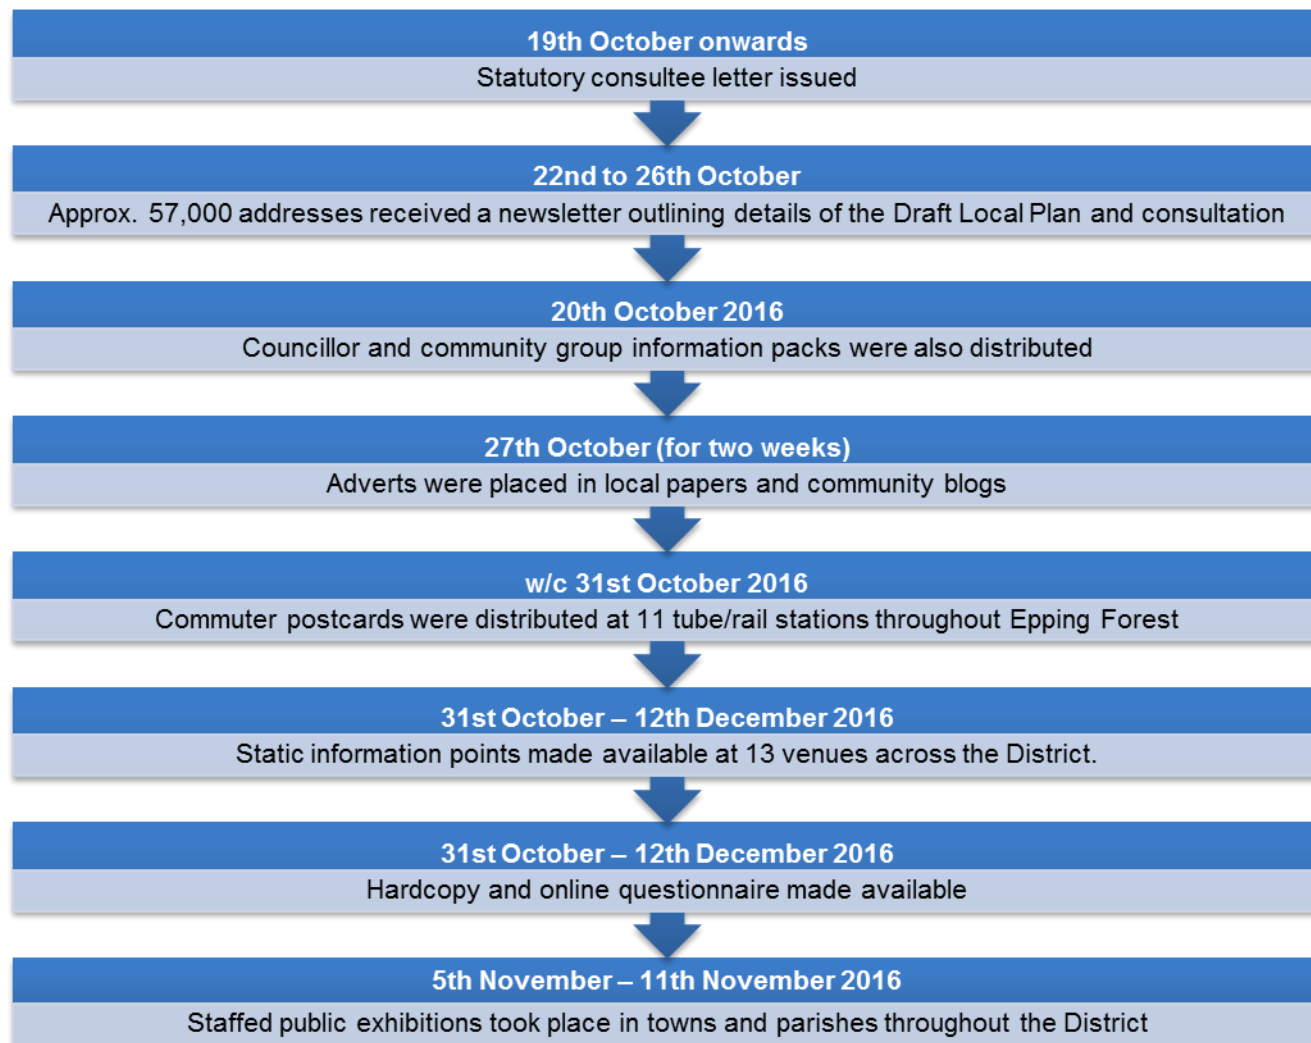 19th October onwards
Statutory consultee letter issued
22nd to 26th October
Approx. 57,000 addresses received a newsletter outlining details of the Draft Local Plan and consultation
20th October 2016
Councillor and community group information packs were also distributed
27th October (for two weeks)
Adverts were placed in local papers and community blogs
w/c 31st October 2016
Commuter postcards were distributed at 11 tube/rail stations throughout Epping Forest
31st October – 12th December 2016
Static information points made available at 13 venues across the District.
31st October – 12th December 2016
Hardcopy and online questionnaire made available
5th November – 11th November 2016
Staffed public exhibitions took place in towns and parishes throughout the District